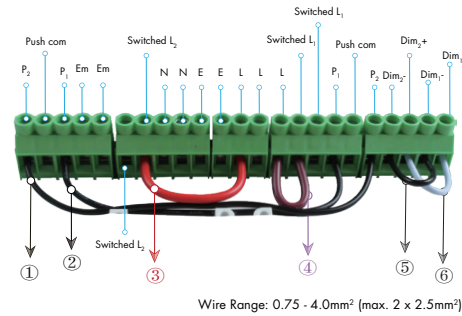 Switched L₁
Push com
Switched L₂
Switched L₁
Push com
Dim₂+
Dim₁
P₂
P₁
Em
Em
N
N
E
E
L
L
L
P₁
P₂
Dim₂-
Dim₁-
Switched L₂
①
②
③
④
⑤
⑥
Wire Range: 0.75 - 4.0mm² (max. 2 x 2.5mm²)